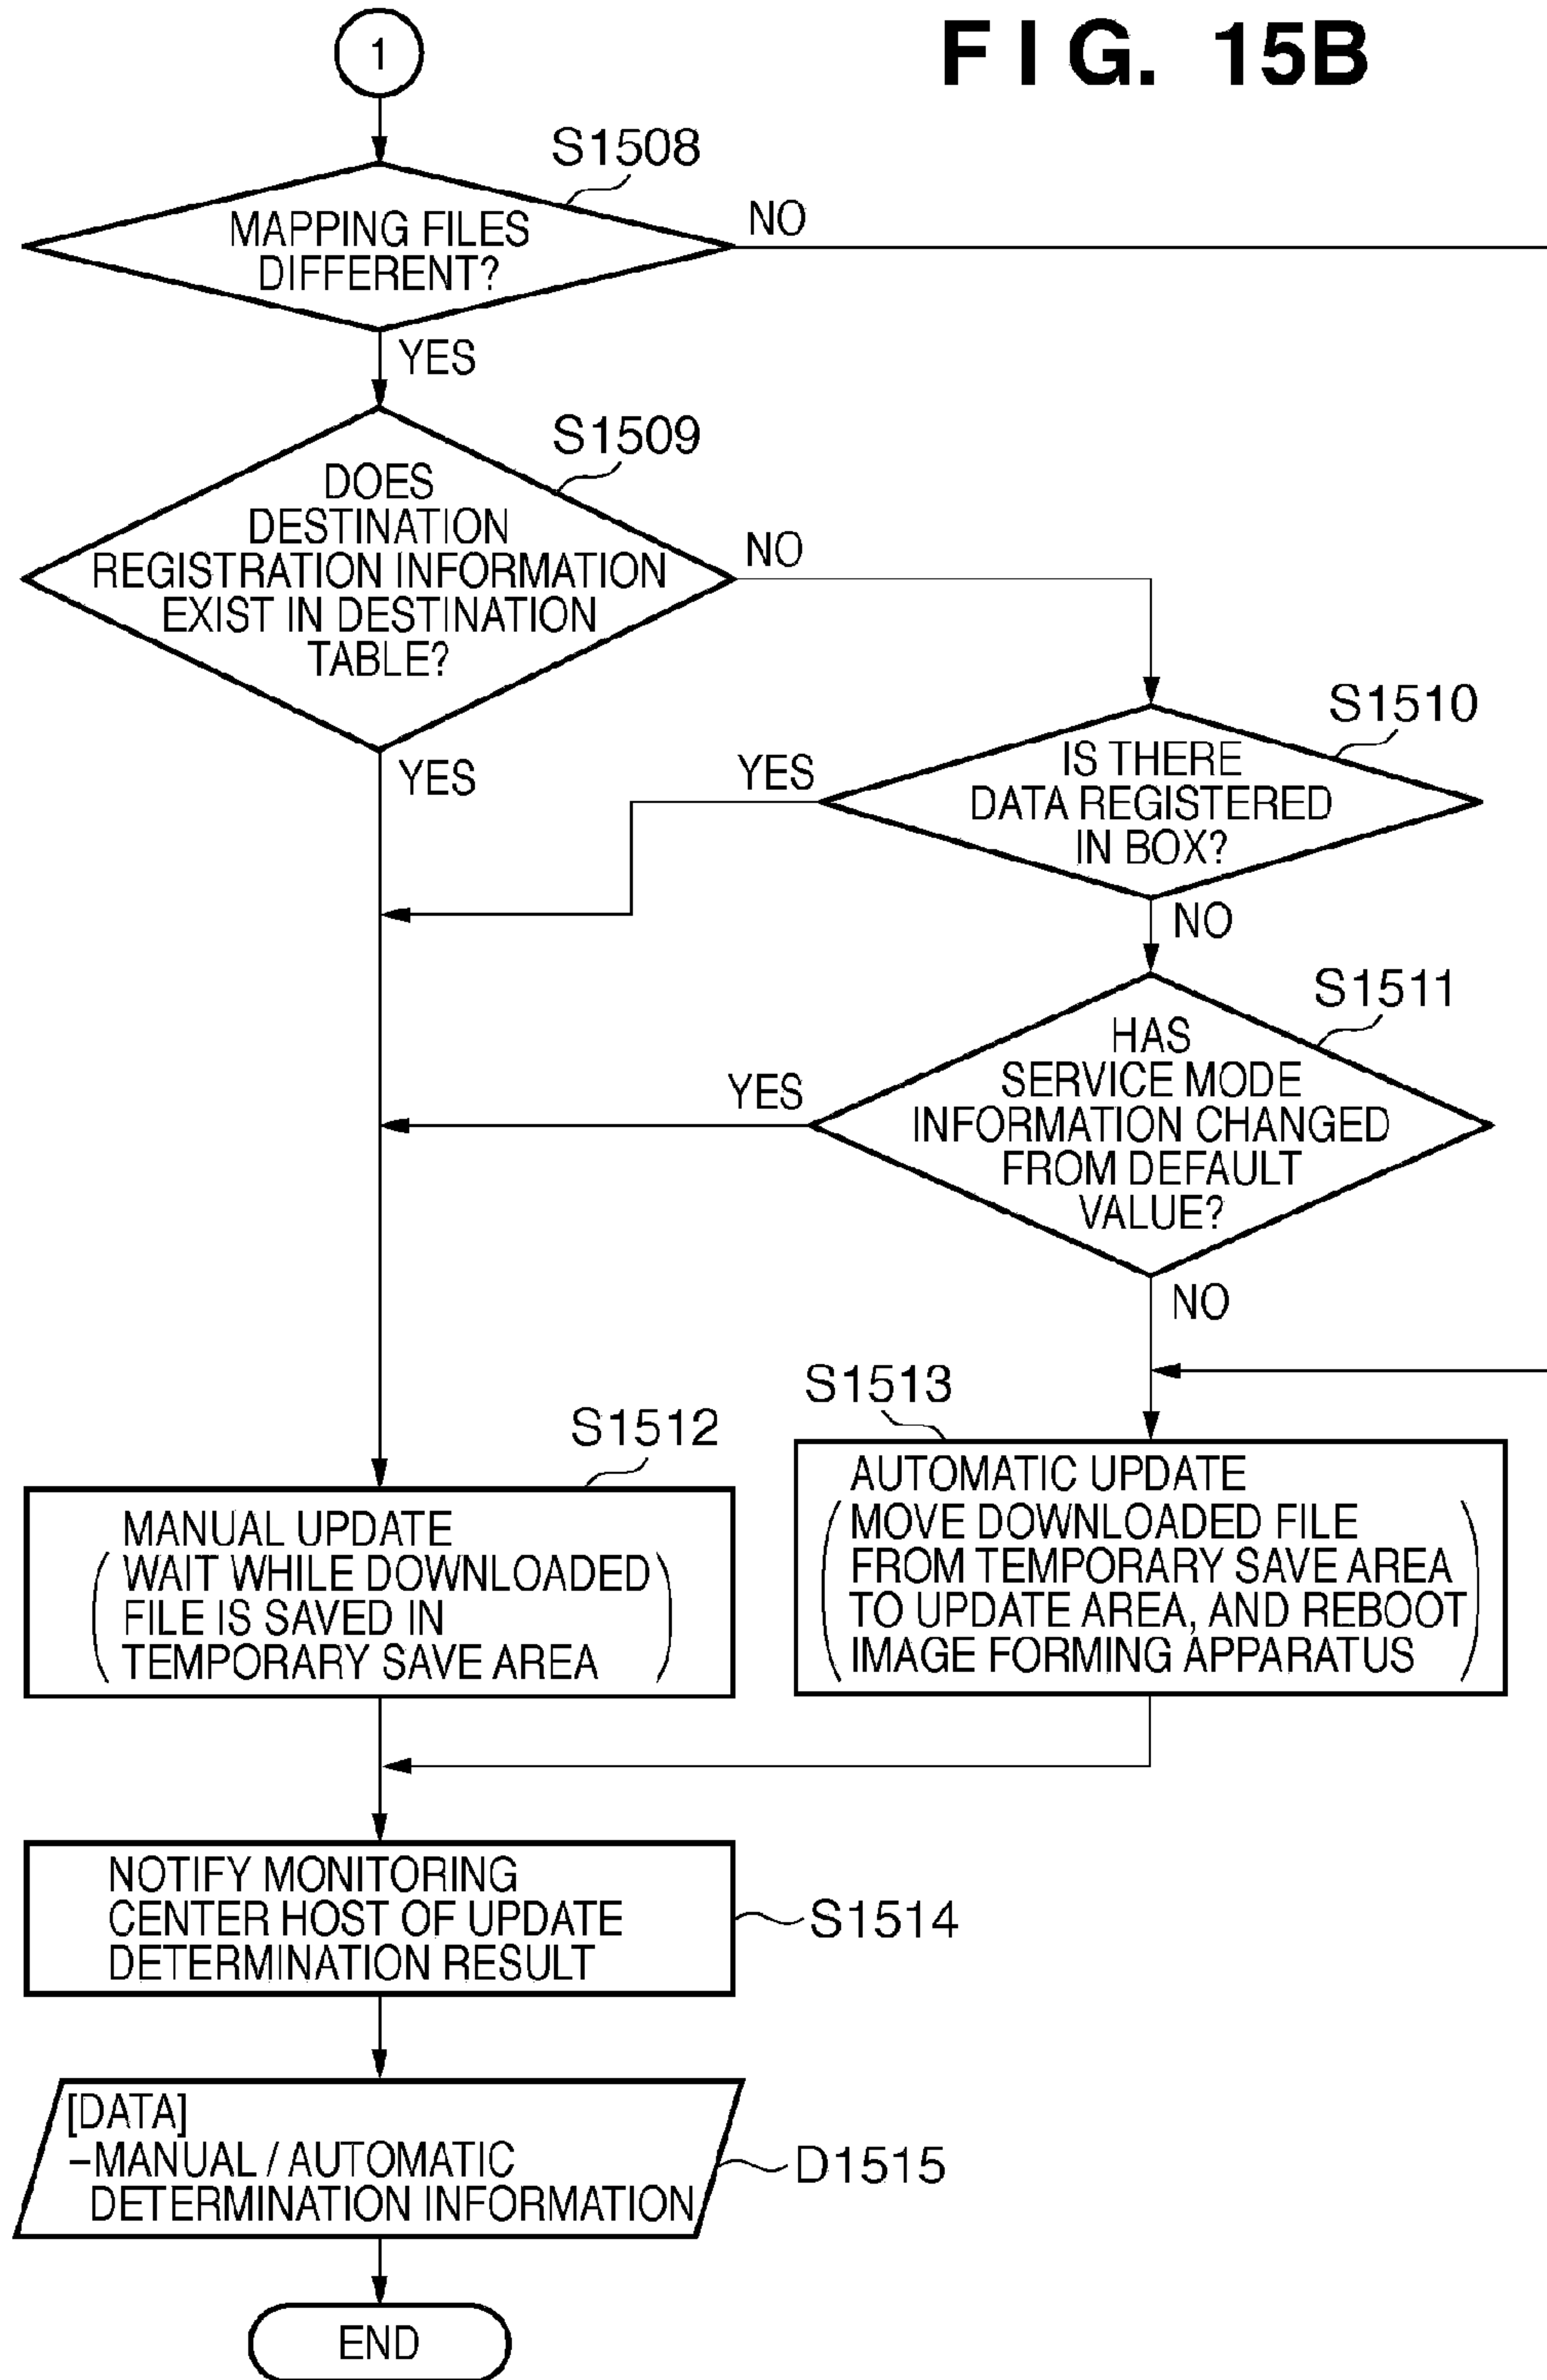 FIG. 15B
1
S1508
MAPPING FILES
DIFFERENT?
NO
YES
S1509
DOES
DESTINATION
REGISTRATION INFORMATION
EXIST IN DESTINATION
TABLE?
NO
YES
S1510
IS THERE
DATA REGISTERED
IN BOX?
YES
NO
S1511
HAS
SERVICE MODE
INFORMATION CHANGED
FROM DEFAULT
VALUE?
YES
NO
S1512
MANUAL UPDATE
(WAIT WHILE DOWNLOADED
FILE IS SAVED IN
TEMPORARY SAVE AREA)
S1513
AUTOMATIC UPDATE
(MOVE DOWNLOADED FILE
FROM TEMPORARY SAVE AREA
TO UPDATE AREA, AND REBOOT
IMAGE FORMING APPARATUS)
NOTIFY MONITORING
CENTER HOST OF UPDATE
DETERMINATION RESULT
S1514
[DATA]
-MANUAL / AUTOMATIC
DETERMINATION INFORMATION
D1515
END